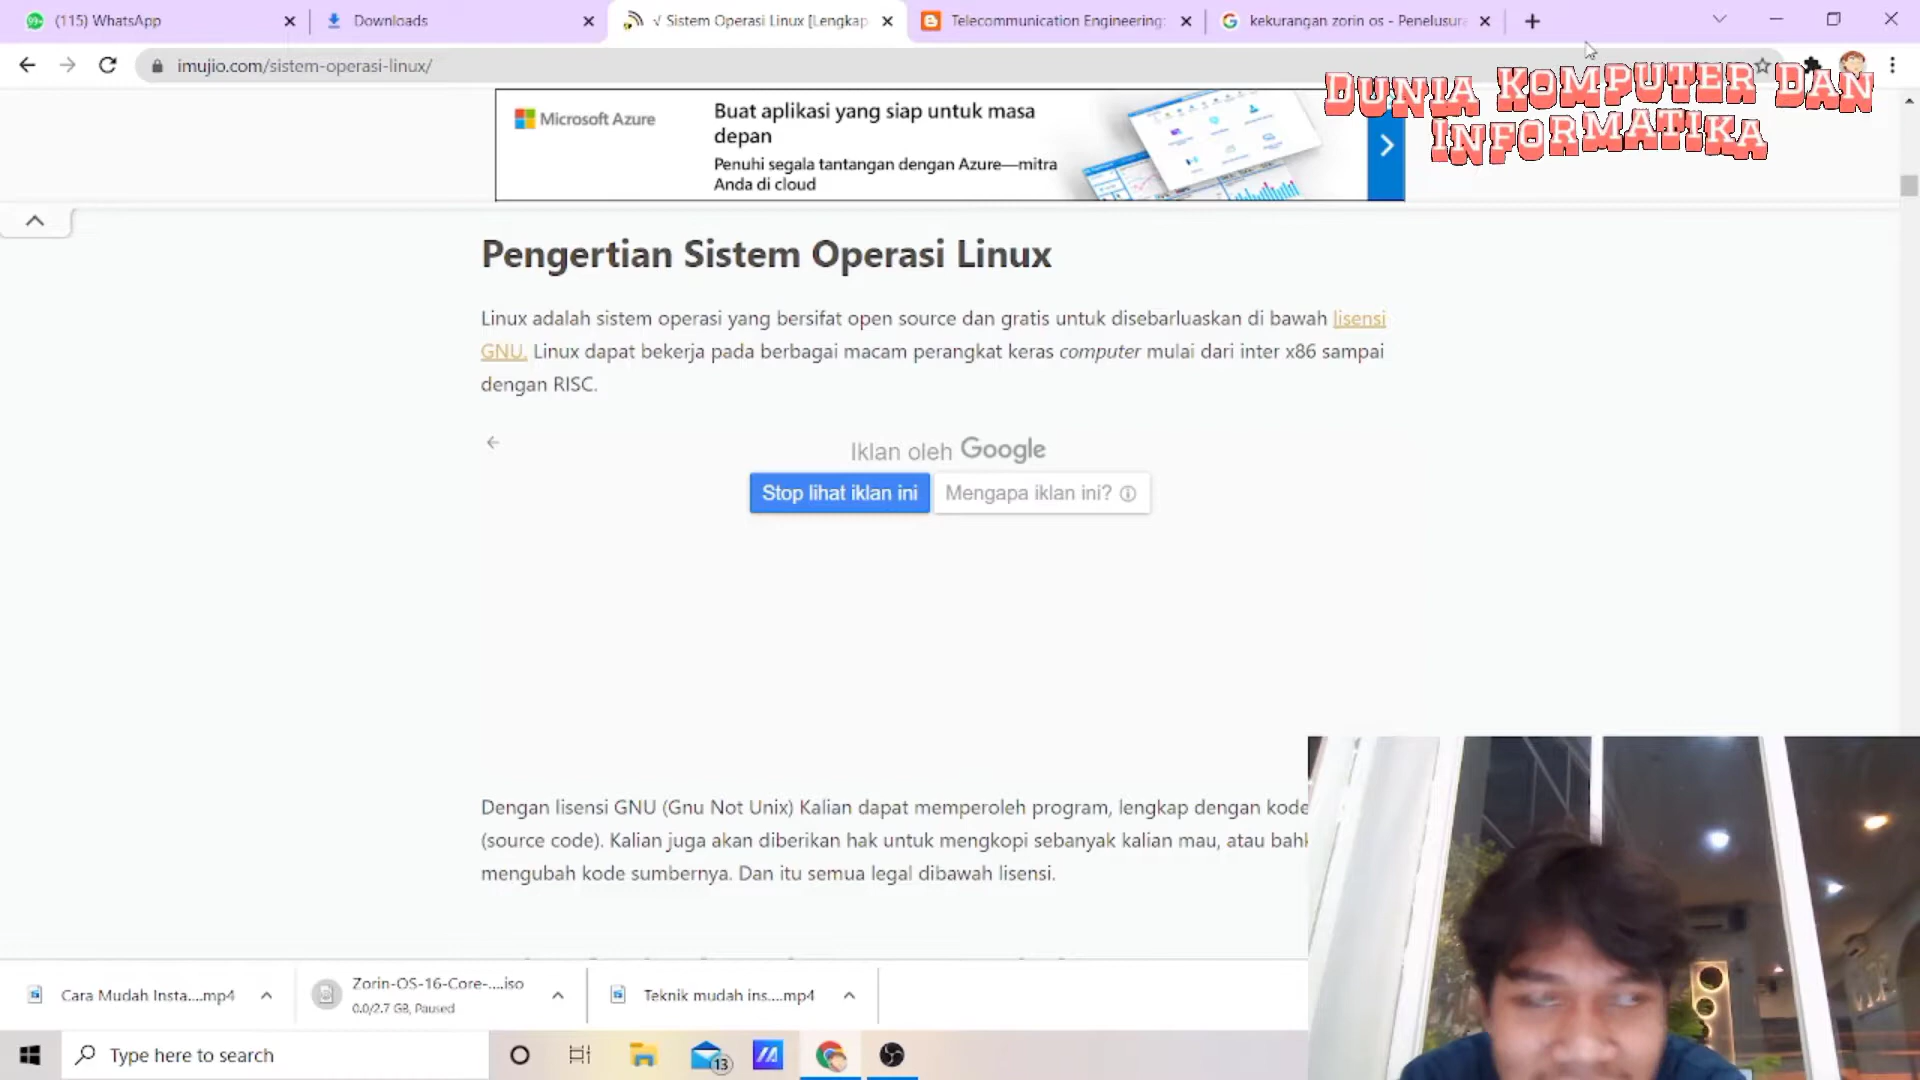 (115) WhatsApp
Downloads
√ Sistem Operasi Linux [Lengkap
Telecommunication Engineering:
kekurangan zorin os - Penelusura
imujio.com/sistem-operasi-linux/
DUNIA KOMPUTER DAN
INFORMATIKA
Microsoft Azure
Buat aplikasi yang siap untuk masa
depan
Penuhi segala tantangan dengan Azure—mitra
Anda di cloud
Pengertian Sistem Operasi Linux
Linux adalah sistem operasi yang bersifat open source dan gratis untuk disebarluaskan di bawah lisensi
GNU. Linux dapat bekerja pada berbagai macam perangkat keras computer mulai dari inter x86 sampai
dengan RISC.
Iklan oleh Google
Stop lihat iklan ini
Mengapa iklan ini?
Dengan lisensi GNU (Gnu Not Unix) Kalian dapat memperoleh program, lengkap dengan kode
(source code). Kalian juga akan diberikan hak untuk mengkopi sebanyak kalian mau, atau bahk
mengubah kode sumbernya. Dan itu semua legal dibawah lisensi.
Cara Mudah Insta....mp4
Zorin-OS-16-Core-....iso
0.0/2.7 GB, Paused
Teknik mudah ins....mp4
Type here to search
13